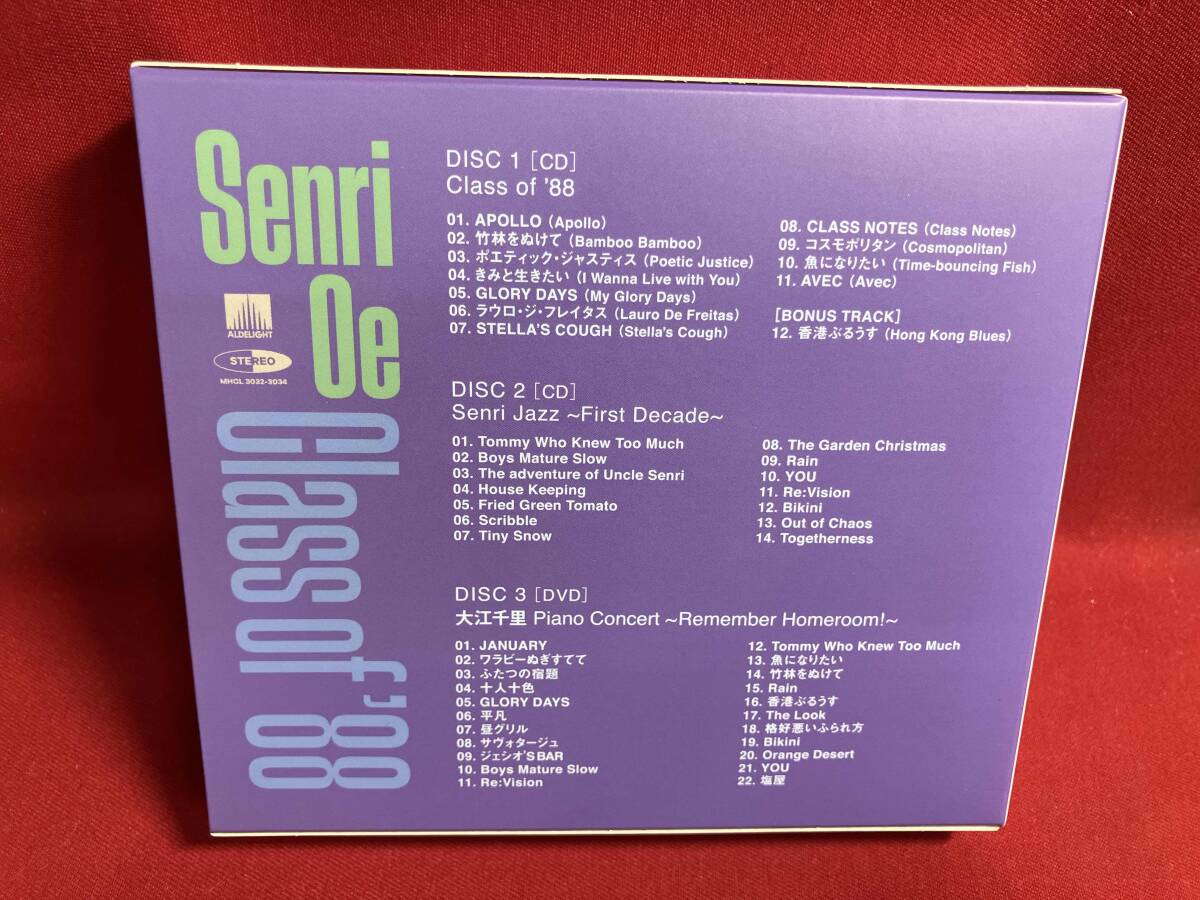 Senri
Oe
Class of '88
ALDELIGHT
STEREO
MHCL 3032-3034
DISC 1 [CD]
Class of '88
01. APOLLO (Apollo)
02. 竹林をぬけて (Bamboo Bamboo)
03. ポエティック・ジャスティス (Poetic Justice)
04. きみと生きたい (I Wanna Live with You)
05. GLORY DAYS (My Glory Days)
06. ラウロ・ジ・フレイタス (Lauro De Freitas)
07. STELLA'S COUGH (Stella's Cough)
08. CLASS NOTES (Class Notes)
09. コスモポリタン (Cosmopolitan)
10. 魚になりたい (Time-bouncing Fish)
11. AVEC (Avec)
[BONUS TRACK]
12. 香港ぶるうす (Hong Kong Blues)
DISC 2 [CD]
Senri Jazz ~First Decade~
01. Tommy Who Knew Too Much
02. Boys Mature Slow
03. The adventure of Uncle Senri
04. House Keeping
05. Fried Green Tomato
06. Scribble
07. Tiny Snow
08. The Garden Christmas
09. Rain
10. YOU
11. Re:Vision
12. Bikini
13. Out of Chaos
14. Togetherness
DISC 3 [DVD]
大江千里 Piano Concert ~Remember Homeroom!~
01. JANUARY
02. ワラビーぬぎすてて
03. ふたつの宿題
04. 十人十色
05. GLORY DAYS
06. 平凡
07. 昼グリル
08. サヴォタージュ
09. ジェシオ'S BAR
10. Boys Mature Slow
11. Re:Vision
12. Tommy Who Knew Too Much
13. 魚になりたい
14. 竹林をぬけて
15. Rain
16. 香港ぶるうす
17. The Look
18. 格好悪いふられ方
19. Bikini
20. Orange Desert
21. YOU
22. 塩屋